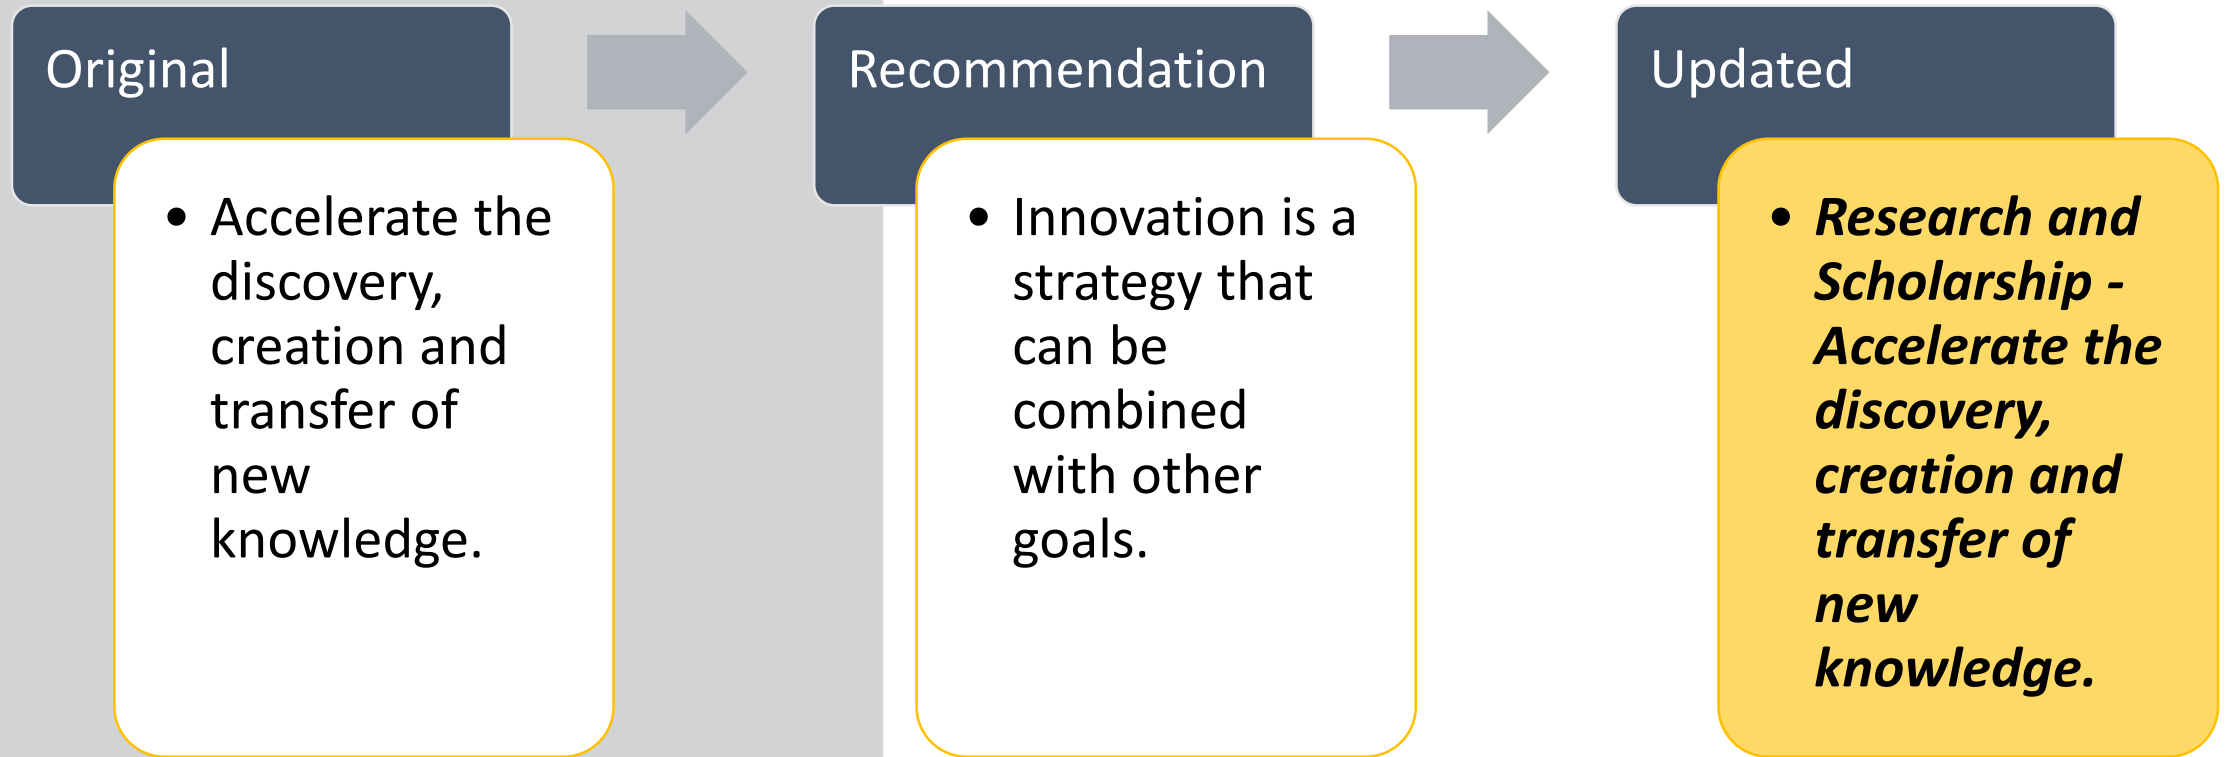 Original
• Accelerate the
discovery,
creation and
transfer of
new
knowledge.
Recommendation
• Innovation is a
strategy that
can be
combined
with other
goals.
Updated
• Research and
Scholarship -
Accelerate the
discovery,
creation and
transfer of
new
knowledge.